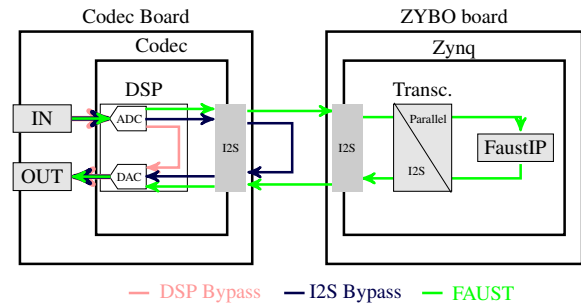 Codec Board
ZYBO board
Codec
Zynq
DSP
Transc.
IN
ADC
Parallel
I2S
I2S
FaustIP
OUT
DAC
I2S
DSP Bypass
I2S Bypass
FAUST